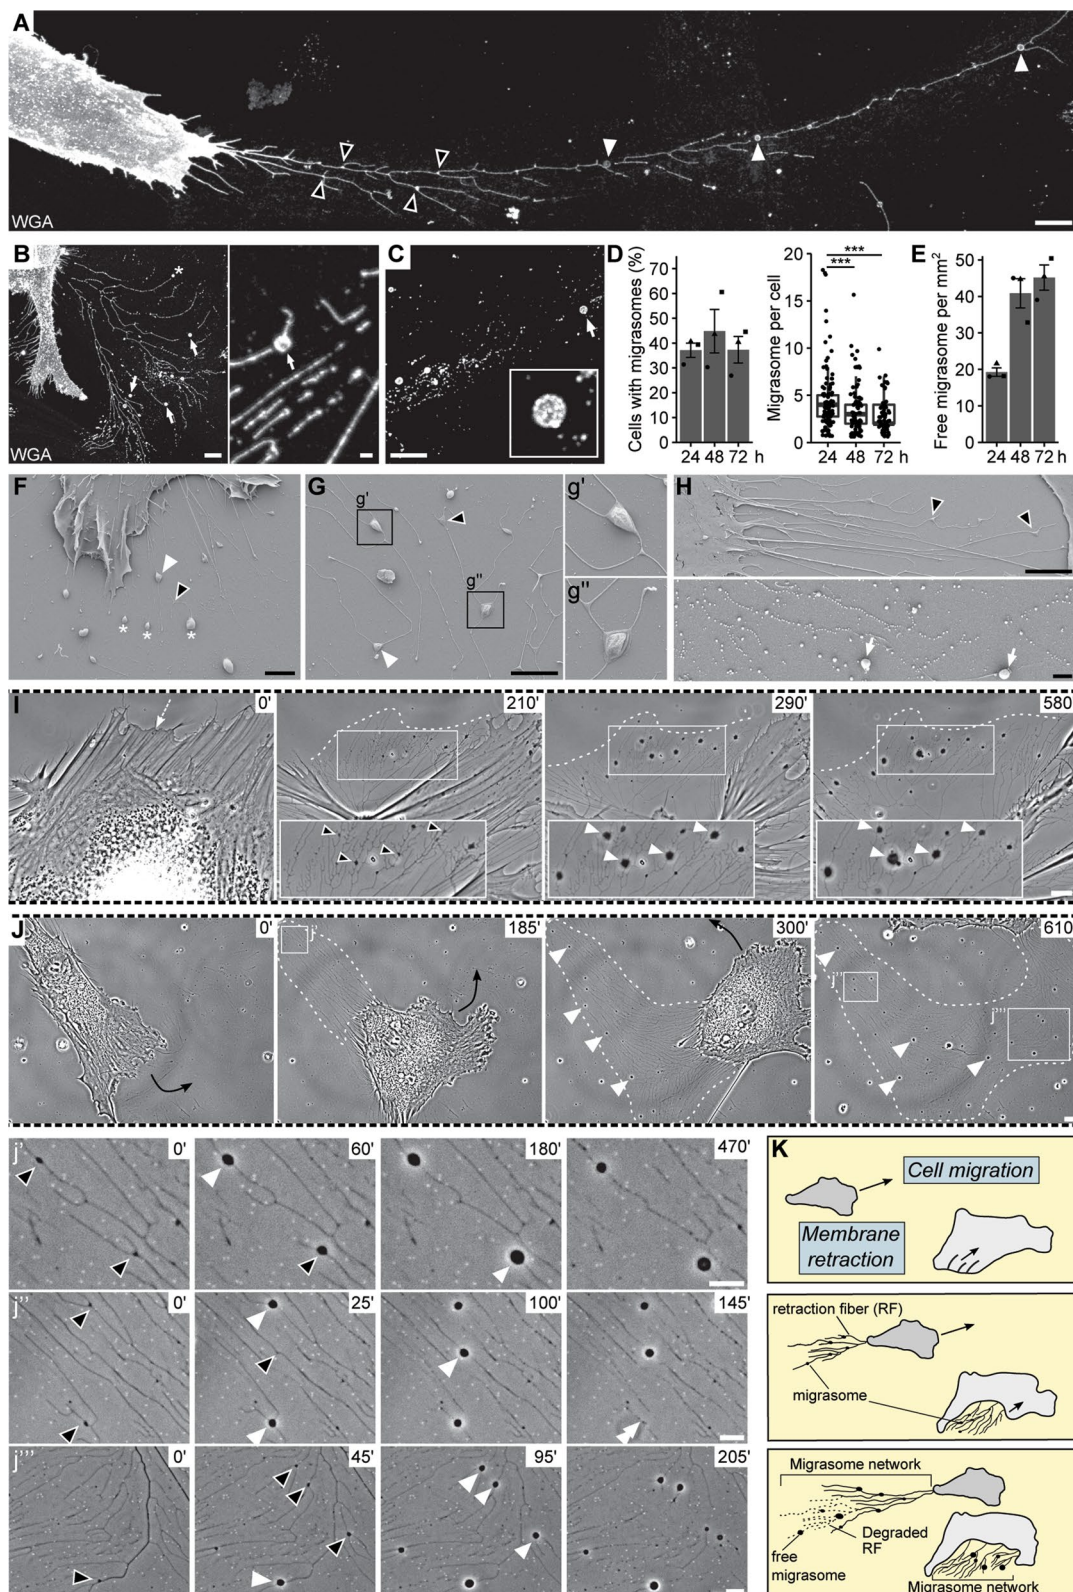 A
WGA
B
WGA
C
D
Cells with migrasomes (%)
70
60
50
40
30
20
10
0
24 48 72 h
Migrasome per cell
20
15
10
5
0
***
***
24 48 72 h
E
Free migrasome per mm²
50
40
30
20
10
0
24 48 72 h
F
G
g'
g''
g'
g''
H
I
0'
210'
290'
580'
J
0'
j'
185'
300'
j''
j'''
610'
j'
0'
60'
180'
470'
j''
0'
25'
100'
145'
j'''
0'
45'
95'
205'
K
Cell migration
Membrane
retraction
retraction fiber (RF)
migrasome
Migrasome network
Degraded
RF
free
migrasome
Migrasome network